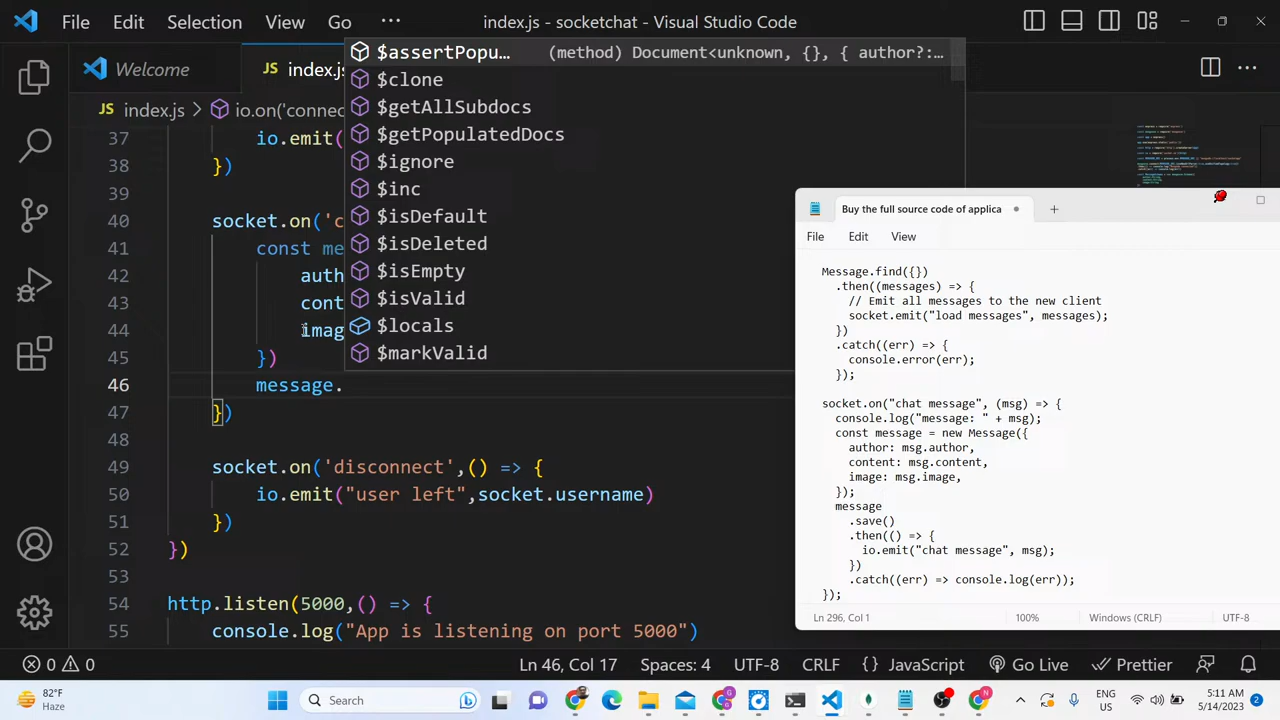 File Edit Selection View Go ··· index.js - socketchat - Visual Studio Code
Welcome
JS index.js
JS index.js > io.on('connec
$assertPopu… (method) Document<unknown, {}, { author?:…
$clone
$getAllSubdocs
$getPopulatedDocs
$ignore
$inc
$isDefault
$isDeleted
$isEmpty
$isValid
$locals
$markValid
37 io.emit(
38 })
39
40 socket.on('c
41 const me
42 auth
43 cont
44 imag
45 })
46 message.
47 })
48
49 socket.on('disconnect',() => {
50 io.emit("user left",socket.username)
51 })
52 })
53
54 http.listen(5000,() => {
55 console.log("App is listening on port 5000")
Buy the full source code of applica
File Edit View
Message.find({})
.then((messages) => {
// Emit all messages to the new client
socket.emit("load messages", messages);
})
.catch((err) => {
console.error(err);
});
socket.on("chat message", (msg) => {
console.log("message: " + msg);
const message = new Message({
author: msg.author,
content: msg.content,
image: msg.image,
});
message
.save()
.then(() => {
io.emit("chat message", msg);
})
.catch((err) => console.log(err));
});
Ln 296, Col 1 100% Windows (CRLF) UTF-8
0 0 Ln 46, Col 17 Spaces: 4 UTF-8 CRLF {} JavaScript Go Live Prettier
82°F
Haze
Search
ENG
US
5:11 AM
5/14/2023
2